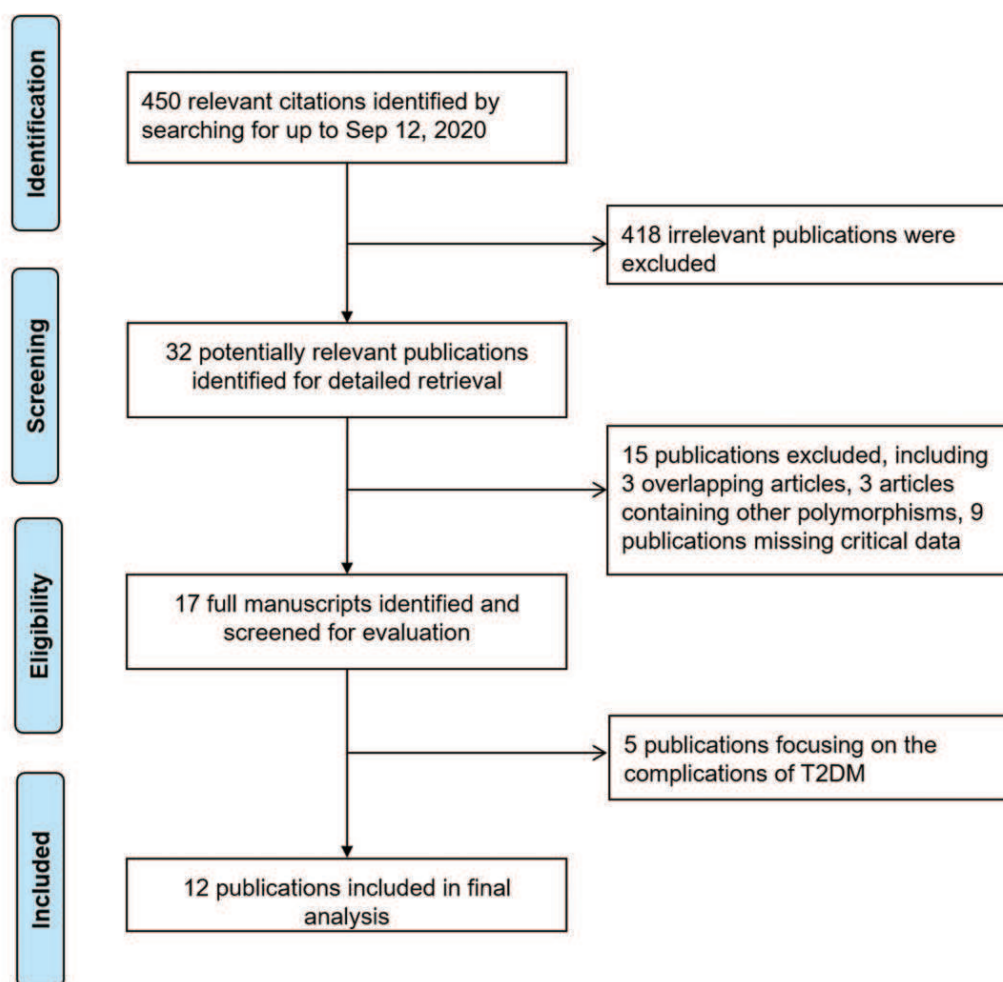 Identification
450 relevant citations identified by
searching for up to Sep 12, 2020
418 irrelevant publications were
excluded
Screening
32 potentially relevant publications
identified for detailed retrieval
15 publications excluded, including
3 overlapping articles, 3 articles
containing other polymorphisms, 9
publications missing critical data
Eligibility
17 full manuscripts identified and
screened for evaluation
5 publications focusing on the
complications of T2DM
Included
12 publications included in final
analysis